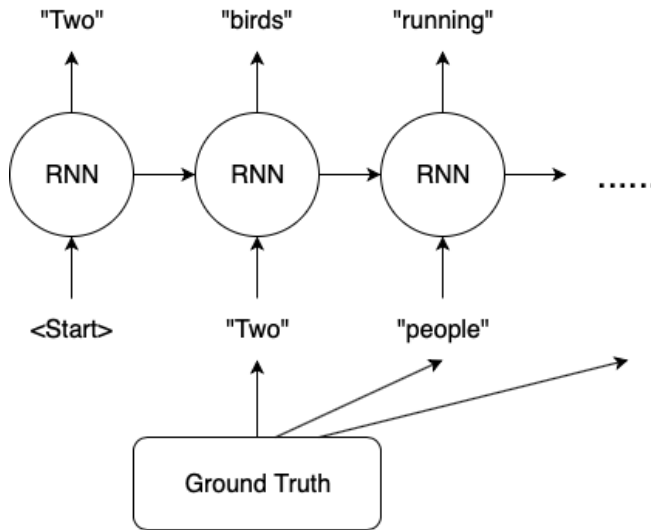 "Two" "birds" "running"
RNN RNN RNN ......
<Start> "Two" "people"
Ground Truth